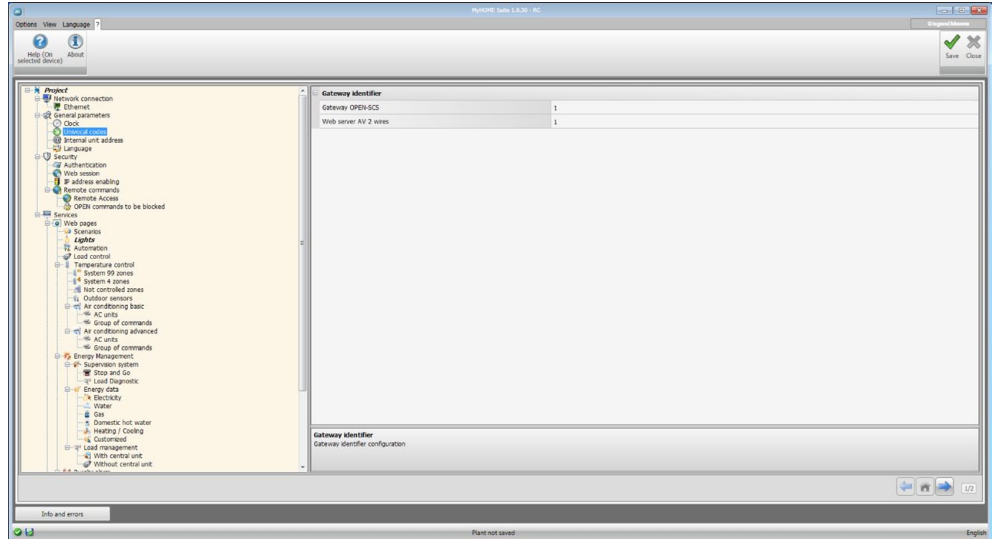 MyHOME Suite 1.0.30 - RC
Options View Language ?
Help (On selected device)
About
Save Close
Project
Network connection
Ethernet
General parameters
Clock
Univocal codes
Internal unit address
Language
Security
Authentication
Web session
IP address enabling
Remote commands
Remote Access
OPEN commands to be blocked
Services
Web pages
Scenarios
Lights
Automation
Load control
Temperature control
System 99 zones
System 4 zones
Not controlled zones
Outdoor sensors
Air conditioning basic
AC units
Group of commands
Air conditioning advanced
AC units
Group of commands
Energy Management
Supervision system
Stop and Go
Load Diagnostic
Energy data
Electricity
Water
Gas
Domestic hot water
Heating / Cooling
Customized
Load management
With central unit
Without central unit
Gateway identifier
Gateway OPEN-SCS 1
Web server AV 2 wires 1
Gateway identifier
Gateway identifier configuration
1/2
Info and errors
Plant not saved
English